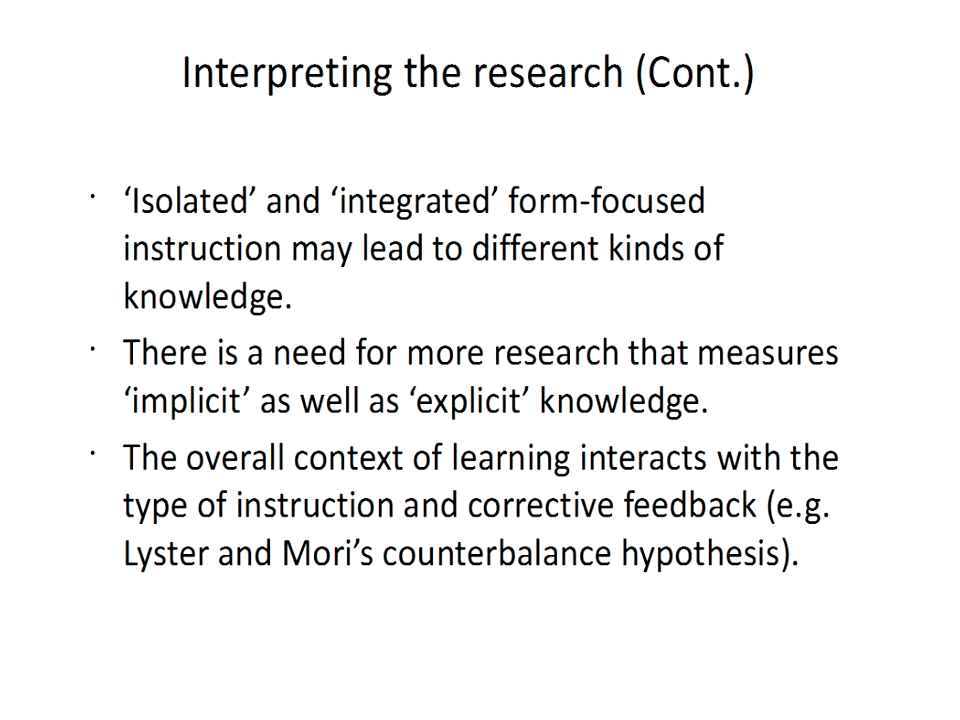 Interpreting the research (Cont.)
· ‘Isolated’ and ‘integrated’ form-focused
instruction may lead to different kinds of
knowledge.
· There is a need for more research that measures
‘implicit’ as well as ‘explicit’ knowledge.
· The overall context of learning interacts with the
type of instruction and corrective feedback (e.g.
Lyster and Mori’s counterbalance hypothesis).